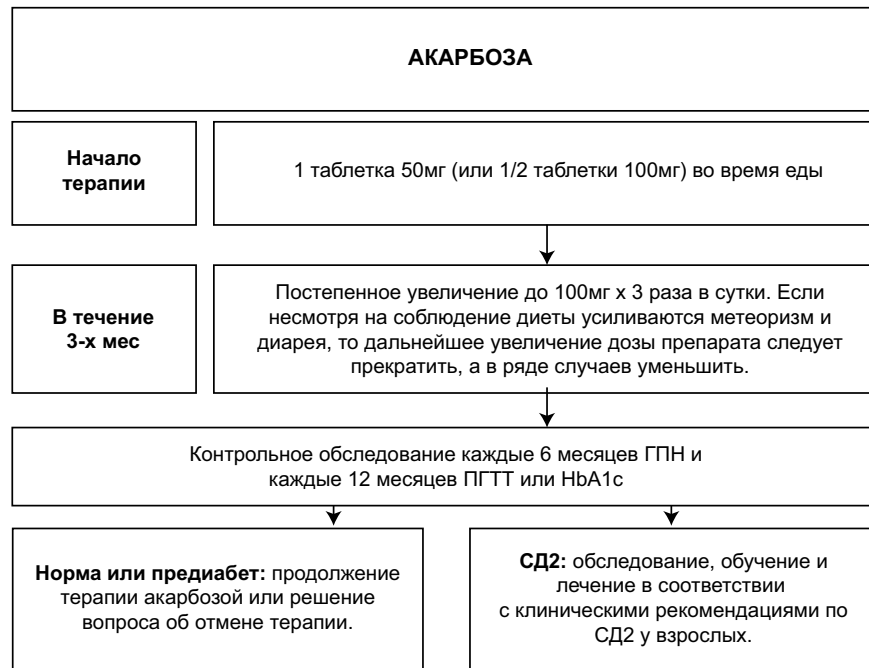 АКАРБОЗА
Начало
терапии
1 таблетка 50мг (или 1/2 таблетки 100мг) во время еды
В течение
3-х мес
Постепенное увеличение до 100мг х 3 раза в сутки. Если
несмотря на соблюдение диеты усиливаются метеоризм и
диарея, то дальнейшее увеличение дозы препарата следует
прекратить, а в ряде случаев уменьшить.
Контрольное обследование каждые 6 месяцев ГПН и
каждые 12 месяцев ПГТТ или HbA1c
Норма или предиабет: продолжение
терапии акарбозой или решение
вопроса об отмене терапии.
СД2: обследование, обучение и
лечение в соответствии
с клиническими рекомендациями по
СД2 у взрослых.